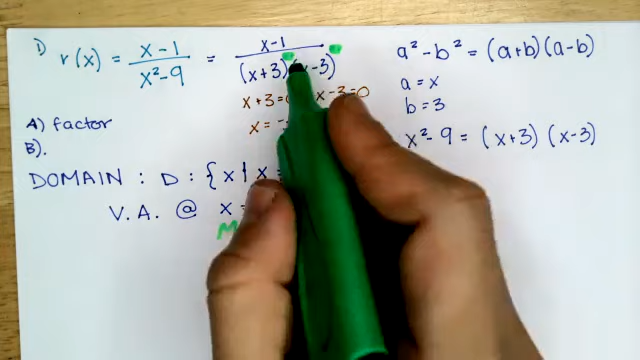 1) r(x) = x-1 / x²-9 = x-1 / (x+3)(x-3)
a² - b² = (a+b)(a-b)
a = x
b = 3
x² - 9 = (x+3)(x-3)
x+3=0 x-3=0
x = -
A) factor
B).
DOMAIN : D : { x | x
V.A. @ x =
M